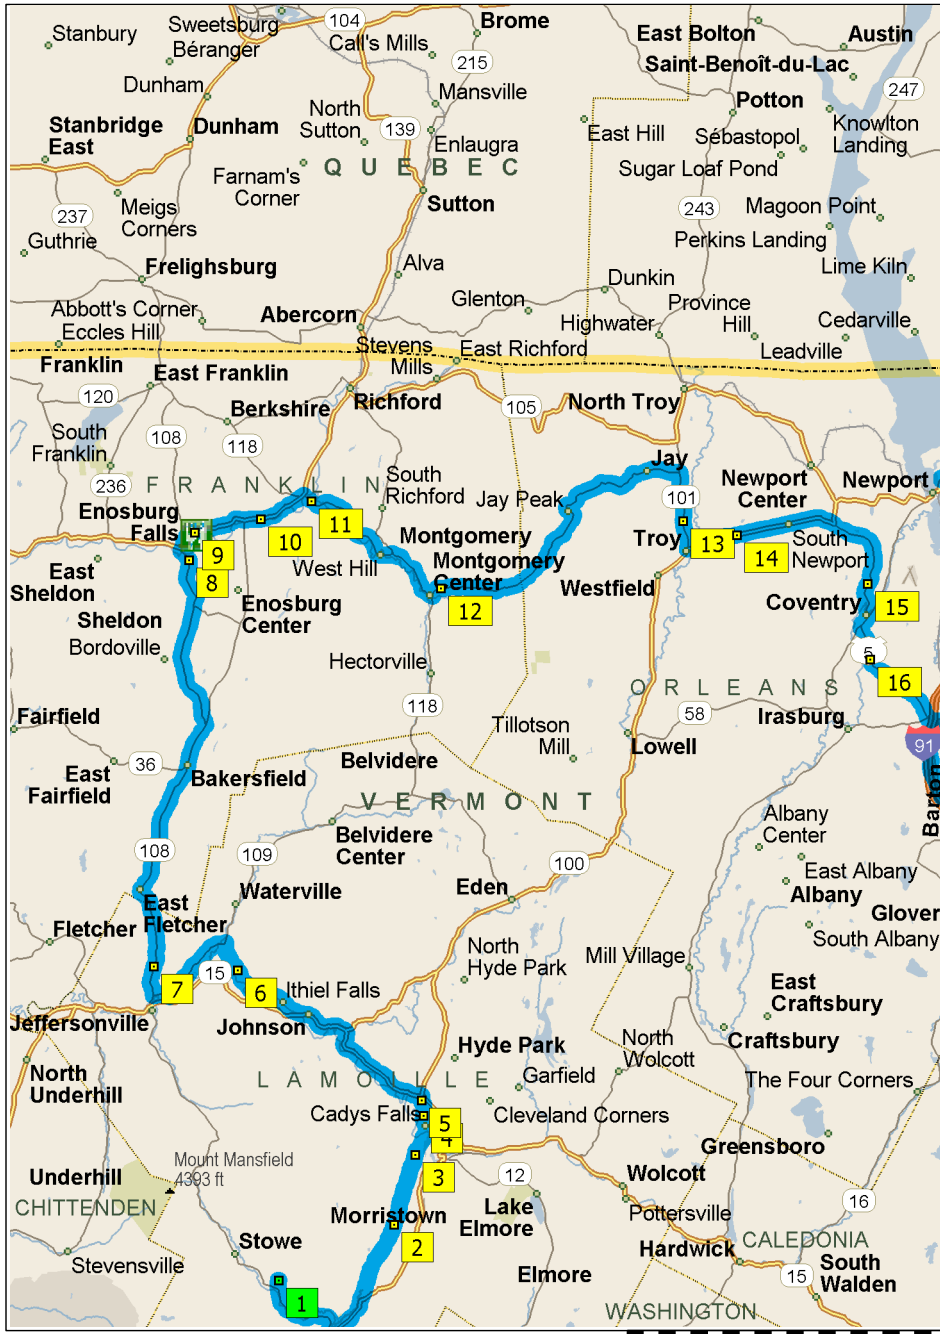 Sweetsburg
104
Brome
Stanbury
Béranger
Call's Mills
East Bolton
Austin
215
Saint-Benoît-du-Lac
Dunham
Mansville
247
Potton
North
Sutton
139
Stanbridge
East
Dunham
Enlaugra
East Hill
Sébastopol
Knowlton
Landing
QUEBEC
Farnam's
Corner
Sugar Loaf Pond
Sutton
237
Meigs
Corners
243
Magoon Point
Guthrie
Perkins Landing
Frelighsburg
Alva
Lime Kiln
Dunkin
Abbott's Corner
Glenton
Province
Hill
Abercorn
Eccles Hill
Highwater
Cedarville
Stevens
Mills
East Richford
Leadville
Franklin
East Franklin
120
Berkshire
Richford
105
North Troy
South
Franklin
108
118
Jay
236
FRANKLIN
South
Richford
Jay Peak
101
Newport
Center
Newport
Enosburg
Falls
11
Montgomery
10
9
Troy
13
South
Newport
14
West Hill
Montgomery
Center
East
Sheldon
8
Enosburg
Center
12
Westfield
Coventry
15
Sheldon
Bordoville
Hectorville
5
16
ORLEANS
118
58
Irasburg
Fairfield
Tillotson
Mill
Lowell
91
36
Bakersfield
Belvidere
East
Fairfield
VERMONT
Barton
Albany
Center
Belvidere
Center
108
109
100
East Albany
Waterville
Eden
Albany
East
Fletcher
Glover
Fletcher
South Albany
North
Hyde Park
Mill Village
15
7
6
Ithiel Falls
East
Craftsbury
Jeffersonville
Johnson
Craftsbury
North
Wolcott
Hyde Park
North
Underhill
LAMOILLE
Garfield
The Four Corners
Cadys Falls
5
Cleveland Corners
4
Greensboro
Mount Mansfield
4393 ft
3
12
Underhill
Wolcott
CHITTENDEN
16
Lake
Elmore
Morristown
Pottersville
2
Stowe
CALEDONIA
Hardwick
Stevensville
South
Walden
Elmore
15
1
WASHINGTON